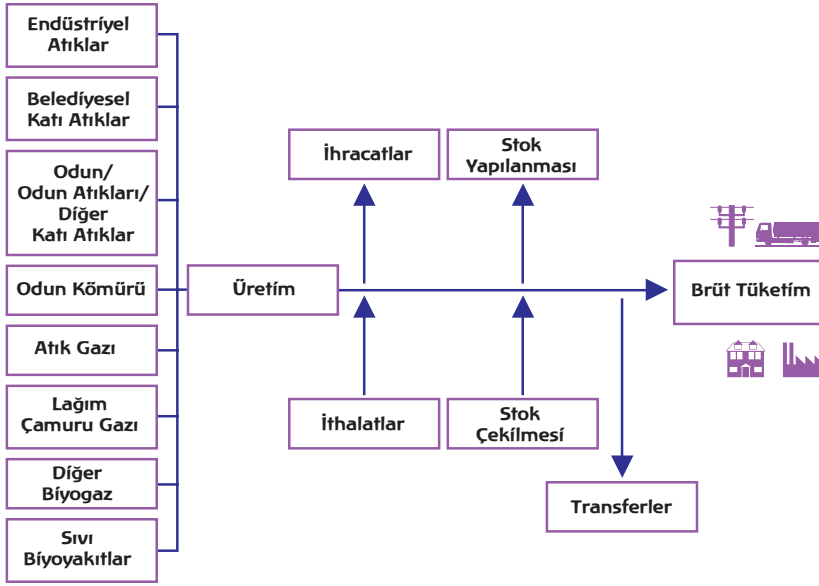 Endüstriyel
Atıklar
Belediyesel
Katı Atıklar
Odun/
Odun Atıkları/
Diğer
Katı Atıklar
Odun Kömürü
Atık Gazı
Lağım
Çamuru Gazı
Diğer
Biyogaz
Sıvı
Biyoyakıtlar
Üretim
İhracatlar
Stok
Yapılanması
İthalatlar
Stok
Çekilmesi
Transferler
Brüt Tüketim